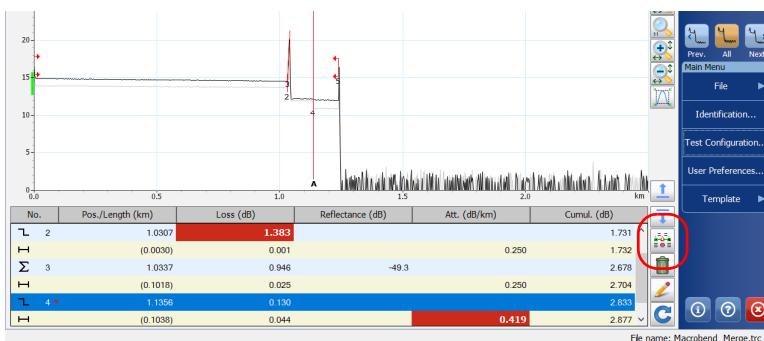 20
15
10
5
0
0.0 0.5 1.0 1.5 2.0 km
3
2
4
5
A
Prev. All Next
Main Menu
File
Identification...
Test Configuration...
User Preferences...
Template
No. Pos./Length (km) Loss (dB) Reflectance (dB) Att. (dB/km) Cumul. (dB)
2 1.0307 1.383 1.731
(0.0030) 0.001 0.250 1.732
Σ 3 1.0337 0.946 -49.3 2.678
(0.1018) 0.025 0.250 2.704
4 * 1.1356 0.130 2.833
(0.1038) 0.044 0.419 2.877
File name: Macrobend_Merge.trc